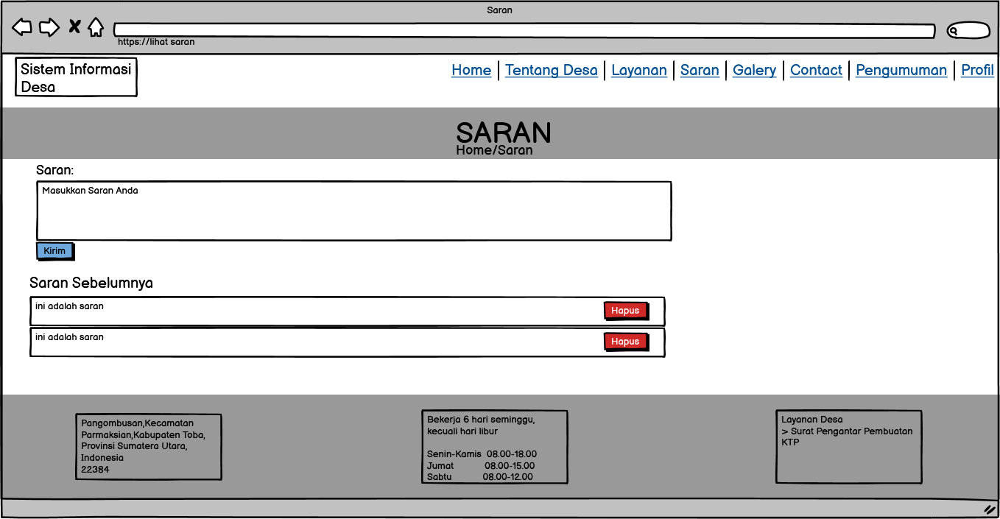 Saran
https://lihat saran
Sistem Informasi
Desa
Home | Tentang Desa | Layanan | Saran | Galery | Contact | Pengumuman | Profil
SARAN
Home/Saran
Saran:
Masukkan Saran Anda
Kirim
Saran Sebelumnya
ini adalah saran
Hapus
ini adalah saran
Hapus
Pangombusan,Kecamatan
Parmaksian,Kabupaten Toba,
Provinsi Sumatera Utara,
Indonesia
22384
Bekerja 6 hari seminggu,
kecuali hari libur
Senin-Kamis 08.00-18.00
Jumat 08.00-15.00
Sabtu 08.00-12.00
Layanan Desa
> Surat Pengantar Pembuatan
KTP